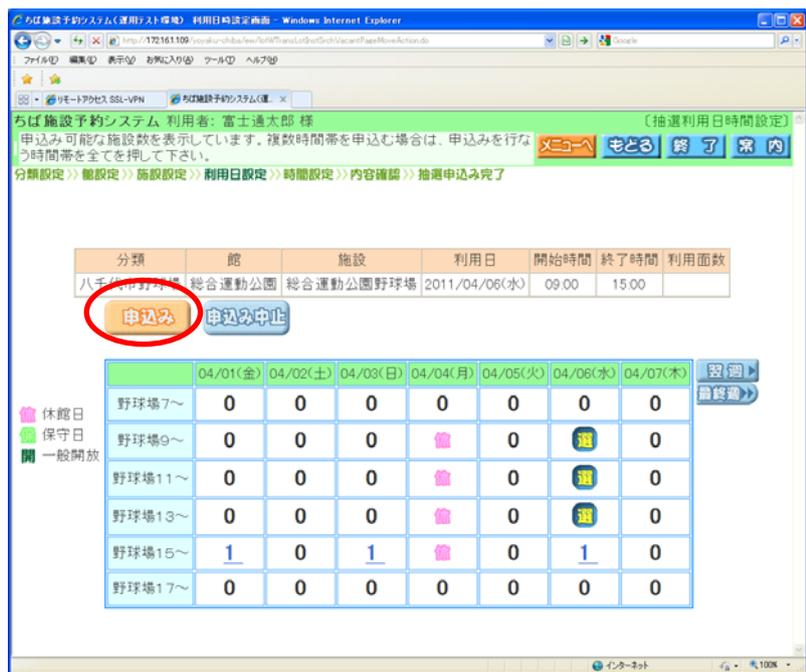 ちば施設予約システム(運用テスト環境) 利用日時設定画面 - Windows Internet Explorer
Google
ファイル(F) 編集(E) 表示(V) お気に入り(A) ツール(T) ヘルプ(H)
リモートアクセス SSL-VPN ちば施設予約システム(運...
ちば施設予約システム 利用者: 富士通太郎 様 〔抽選利用日時間設定〕
申込み可能な施設数を表示しています。複数時間帯を申込む場合は、申込みを行な
う時間帯を全てを押して下さい。
メニューへ もどる 終 了 案 内
分類設定 》 館設定 》 施設設定 》 利用日設定 》 時間設定 》 内容確認 》 抽選申込み完了
分類 館 施設 利用日 開始時間 終了時間 利用面数
八千代市野球場 総合運動公園 総合運動公園野球場 2011/04/06(水) 09:00 15:00
申込み 申込み中止
04/01(金) 04/02(土) 04/03(日) 04/04(月) 04/05(火) 04/06(水) 04/07(木) 翌 週
最終週
野球場7～ 0 0 0 0 0 0 0
休館日
野球場9～ 0 0 0 0 選 0
保守日
開 一般開放
野球場11～ 0 0 0 0 選 0
野球場13～ 0 0 0 0 選 0
野球場15～ 1 0 1 0 1 0
野球場17～ 0 0 0 0 0 0 0
インターネット 100%